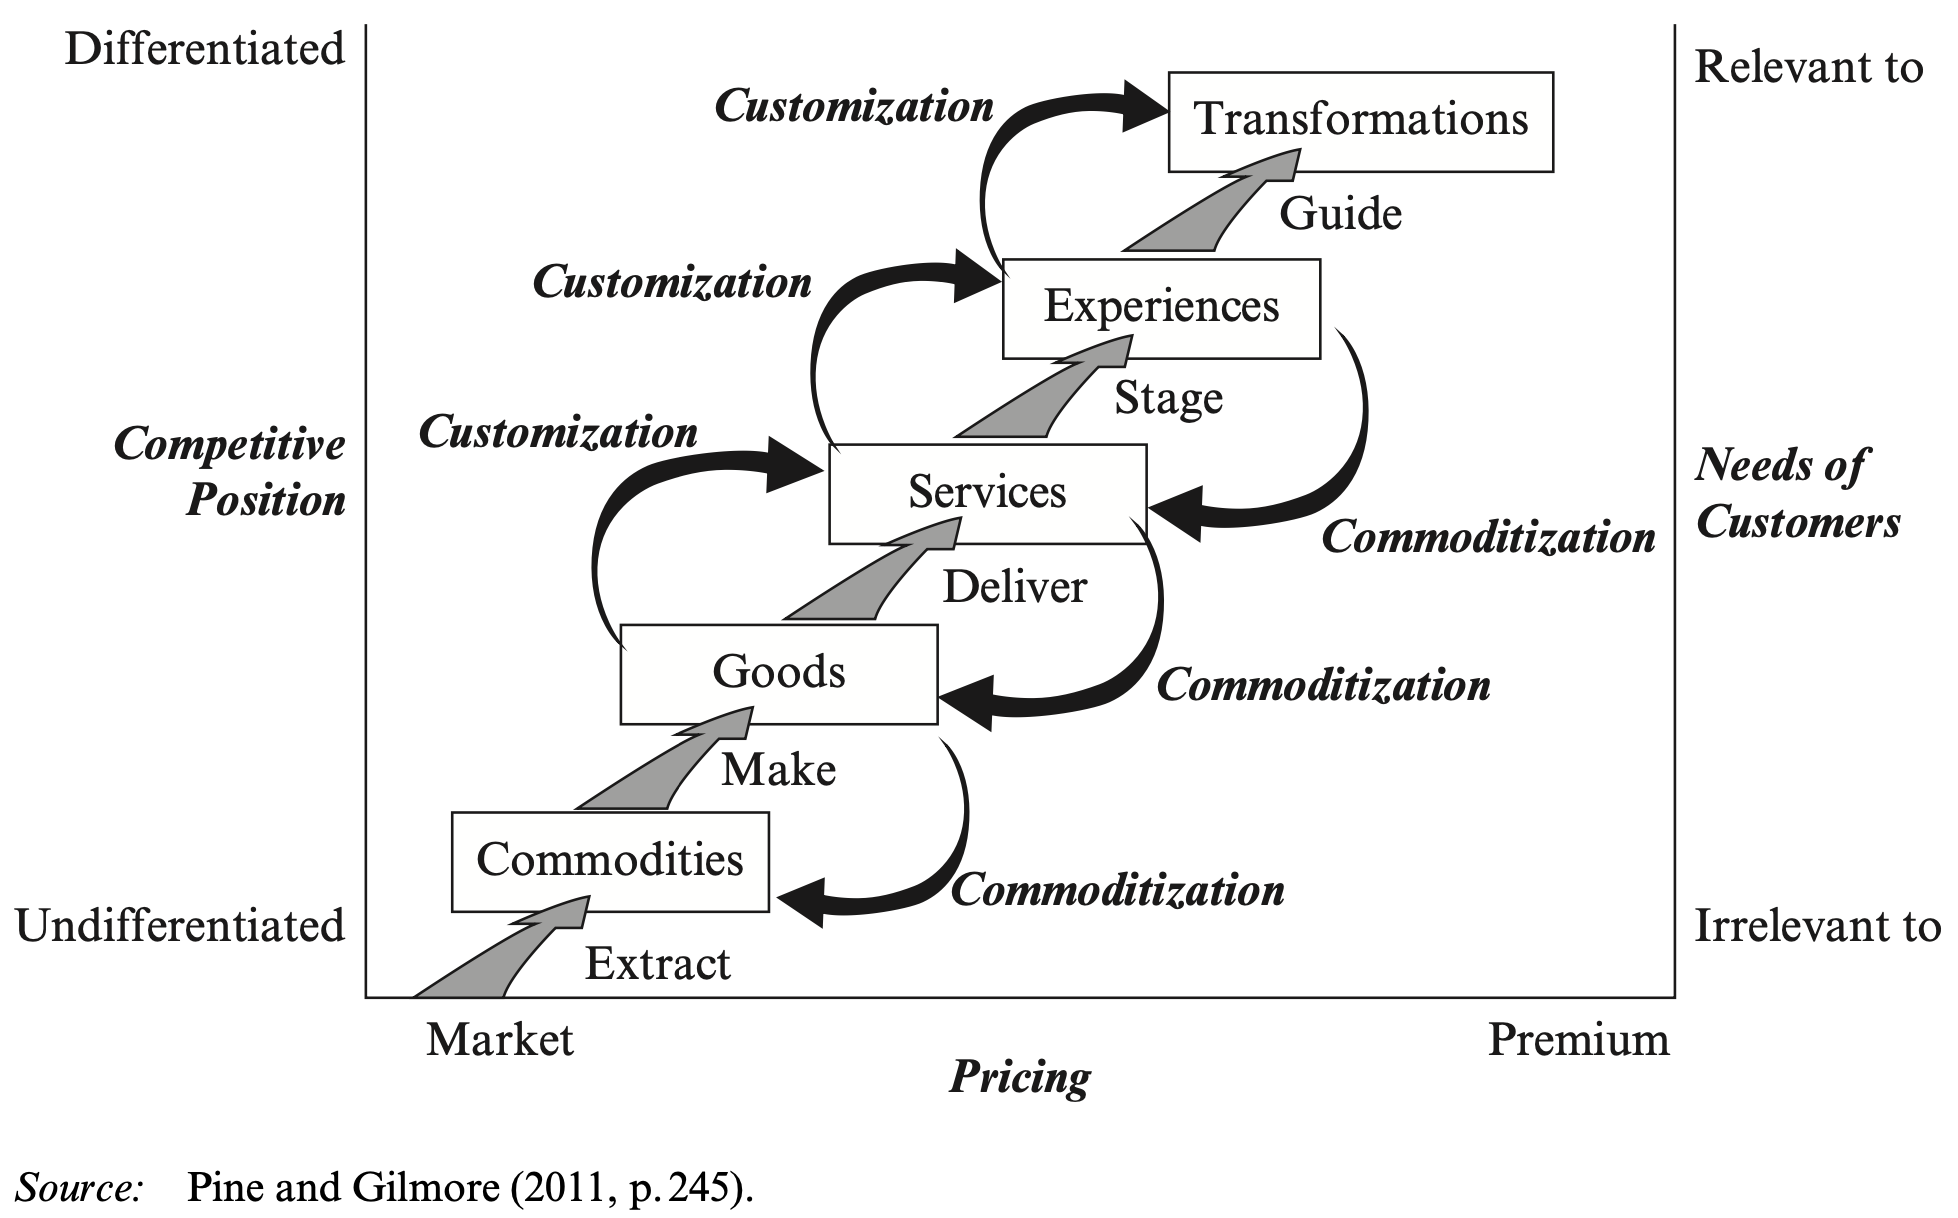 Differentiated
Relevant to
Customization
Transformations
Guide
Customization
Experiences
Stage
Customization
Competitive
Position
Services
Needs of
Customers
Commoditization
Deliver
Goods
Commoditization
Make
Commodities
Commoditization
Undifferentiated
Irrelevant to
Extract
Market
Premium
Pricing
Source: Pine and Gilmore (2011, p. 245).